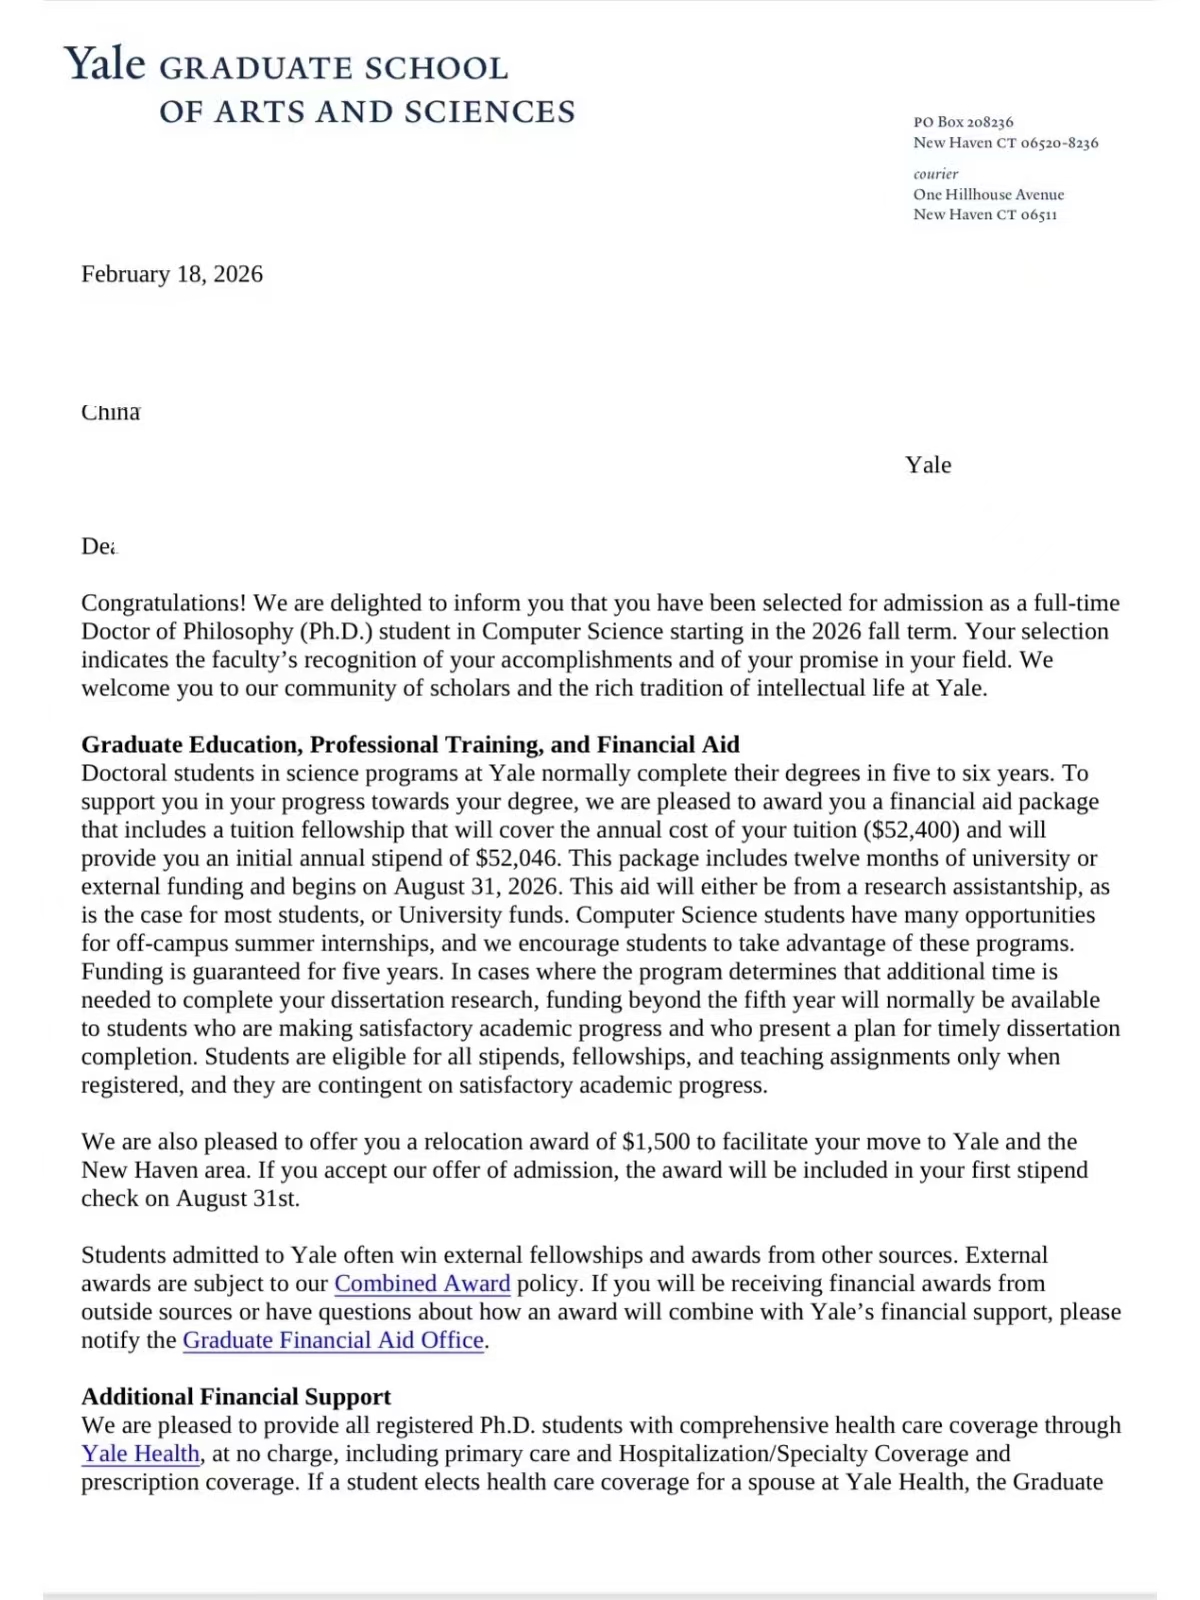 Yale GRADUATE SCHOOL
OF ARTS AND SCIENCES
PO Box 208236
New Haven CT 06520-8236
courier
One Hillhouse Avenue
New Haven CT 06511
February 18, 2026
China
Yale
Dea
Congratulations! We are delighted to inform you that you have been selected for admission as a full-time
Doctor of Philosophy (Ph.D.) student in Computer Science starting in the 2026 fall term. Your selection
indicates the faculty’s recognition of your accomplishments and of your promise in your field. We
welcome you to our community of scholars and the rich tradition of intellectual life at Yale.
Graduate Education, Professional Training, and Financial Aid
Doctoral students in science programs at Yale normally complete their degrees in five to six years. To
support you in your progress towards your degree, we are pleased to award you a financial aid package
that includes a tuition fellowship that will cover the annual cost of your tuition ($52,400) and will
provide you an initial annual stipend of $52,046. This package includes twelve months of university or
external funding and begins on August 31, 2026. This aid will either be from a research assistantship, as
is the case for most students, or University funds. Computer Science students have many opportunities
for off-campus summer internships, and we encourage students to take advantage of these programs.
Funding is guaranteed for five years. In cases where the program determines that additional time is
needed to complete your dissertation research, funding beyond the fifth year will normally be available
to students who are making satisfactory academic progress and who present a plan for timely dissertation
completion. Students are eligible for all stipends, fellowships, and teaching assignments only when
registered, and they are contingent on satisfactory academic progress.
We are also pleased to offer you a relocation award of $1,500 to facilitate your move to Yale and the
New Haven area. If you accept our offer of admission, the award will be included in your first stipend
check on August 31st.
Students admitted to Yale often win external fellowships and awards from other sources. External
awards are subject to our Combined Award policy. If you will be receiving financial awards from
outside sources or have questions about how an award will combine with Yale’s financial support, please
notify the Graduate Financial Aid Office.
Additional Financial Support
We are pleased to provide all registered Ph.D. students with comprehensive health care coverage through
Yale Health, at no charge, including primary care and Hospitalization/Specialty Coverage and
prescription coverage. If a student elects health care coverage for a spouse at Yale Health, the Graduate